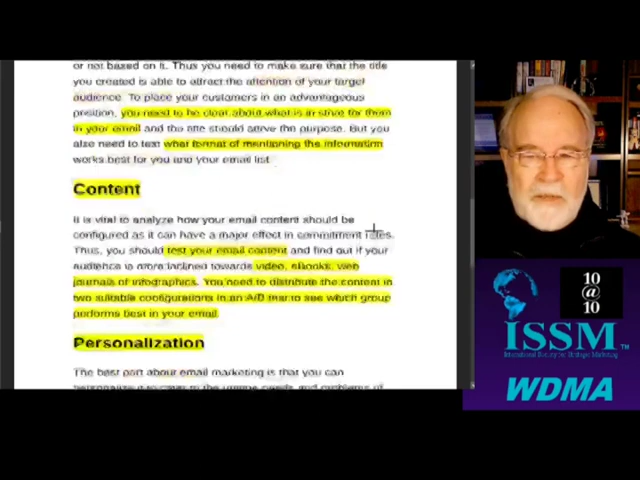 or not based on it. Thus you need to make sure that the title
you created is able to attract the attention of your target
audience. To place your customers in an advantageous
position, you need to be clear about what is in store for them
in your email and the title should serve the purpose. But you
also need to test what format of mentioning the information
works best for you and your email list.
Content
It is vital to analyze how your email content should be
configured as it can have a major effect in commitment rates.
Thus, you should test your email content and find out if your
audience is more inclined towards video, eBooks, web
journals of infographics. You need to distribute the content in
two suitable configurations in an A/B trial to see which group
performs best in your email.
Personalization
The best part about email marketing is that you can
10
@
10
ISSM TM
International Society for Strategic Marketing
WDMA